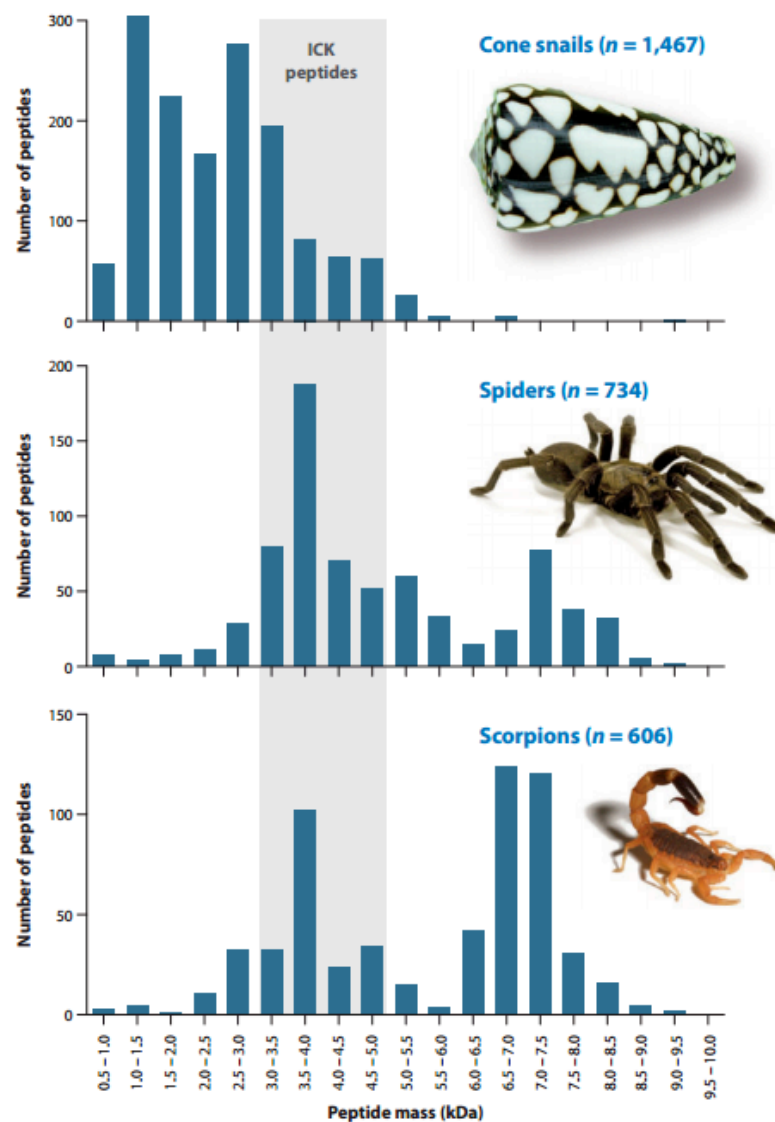 Number of peptides
300
200
100
0
ICK
peptides
Cone snails (n = 1,467)
Number of peptides
200
150
100
50
0
Spiders (n = 734)
Number of peptides
150
100
50
0
Scorpions (n = 606)
0.5 – 1.0
1.0 – 1.5
1.5 – 2.0
2.0 – 2.5
2.5 – 3.0
3.0 – 3.5
3.5 – 4.0
4.0 – 4.5
4.5 – 5.0
5.0 – 5.5
5.5 – 6.0
6.0 – 6.5
6.5 – 7.0
7.0 – 7.5
7.5 – 8.0
8.0 – 8.5
8.5 – 9.0
9.0 – 9.5
9.5 – 10.0
Peptide mass (kDa)